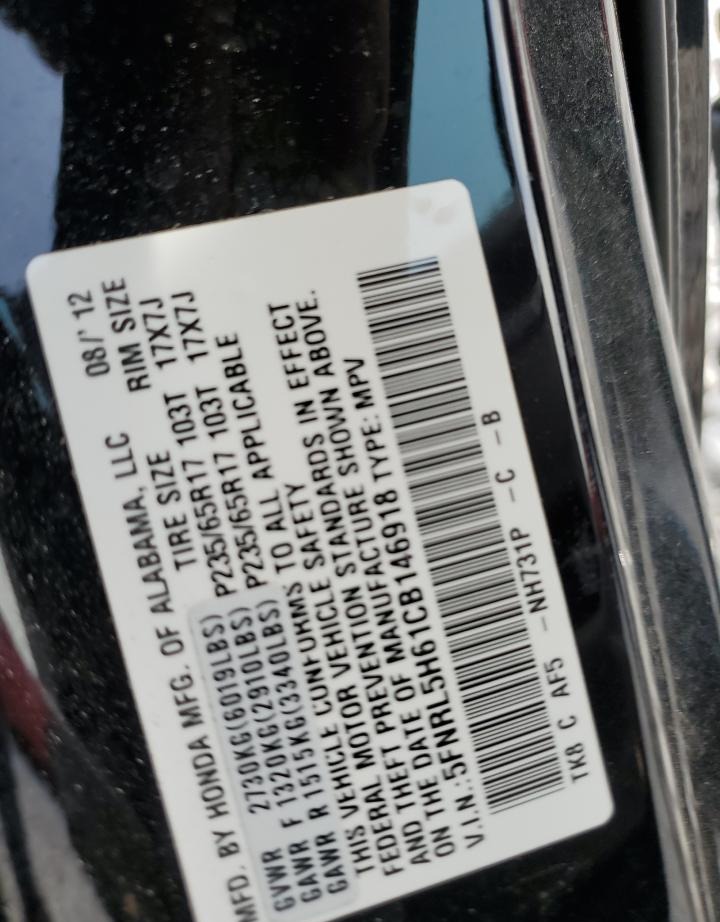 MFD. BY HONDA MFG. OF ALABAMA, LLC 08/'12
TIRE SIZE RIM SIZE
GVWR 2730KG(6019LBS)
GAWR F 1320KG(2910LBS) P235/65R17 103T 17X7J
GAWR R 1515KG(3340LBS) P235/65R17 103T 17X7J
THIS VEHICLE CONFORMS TO ALL APPLICABLE
FEDERAL MOTOR VEHICLE SAFETY
AND THEFT PREVENTION STANDARDS IN EFFECT
ON THE DATE OF MANUFACTURE SHOWN ABOVE.
V.I.N.:5FNRL5H61CB146918 TYPE: MPV
TK8 C AF5 -NH731P -C -B